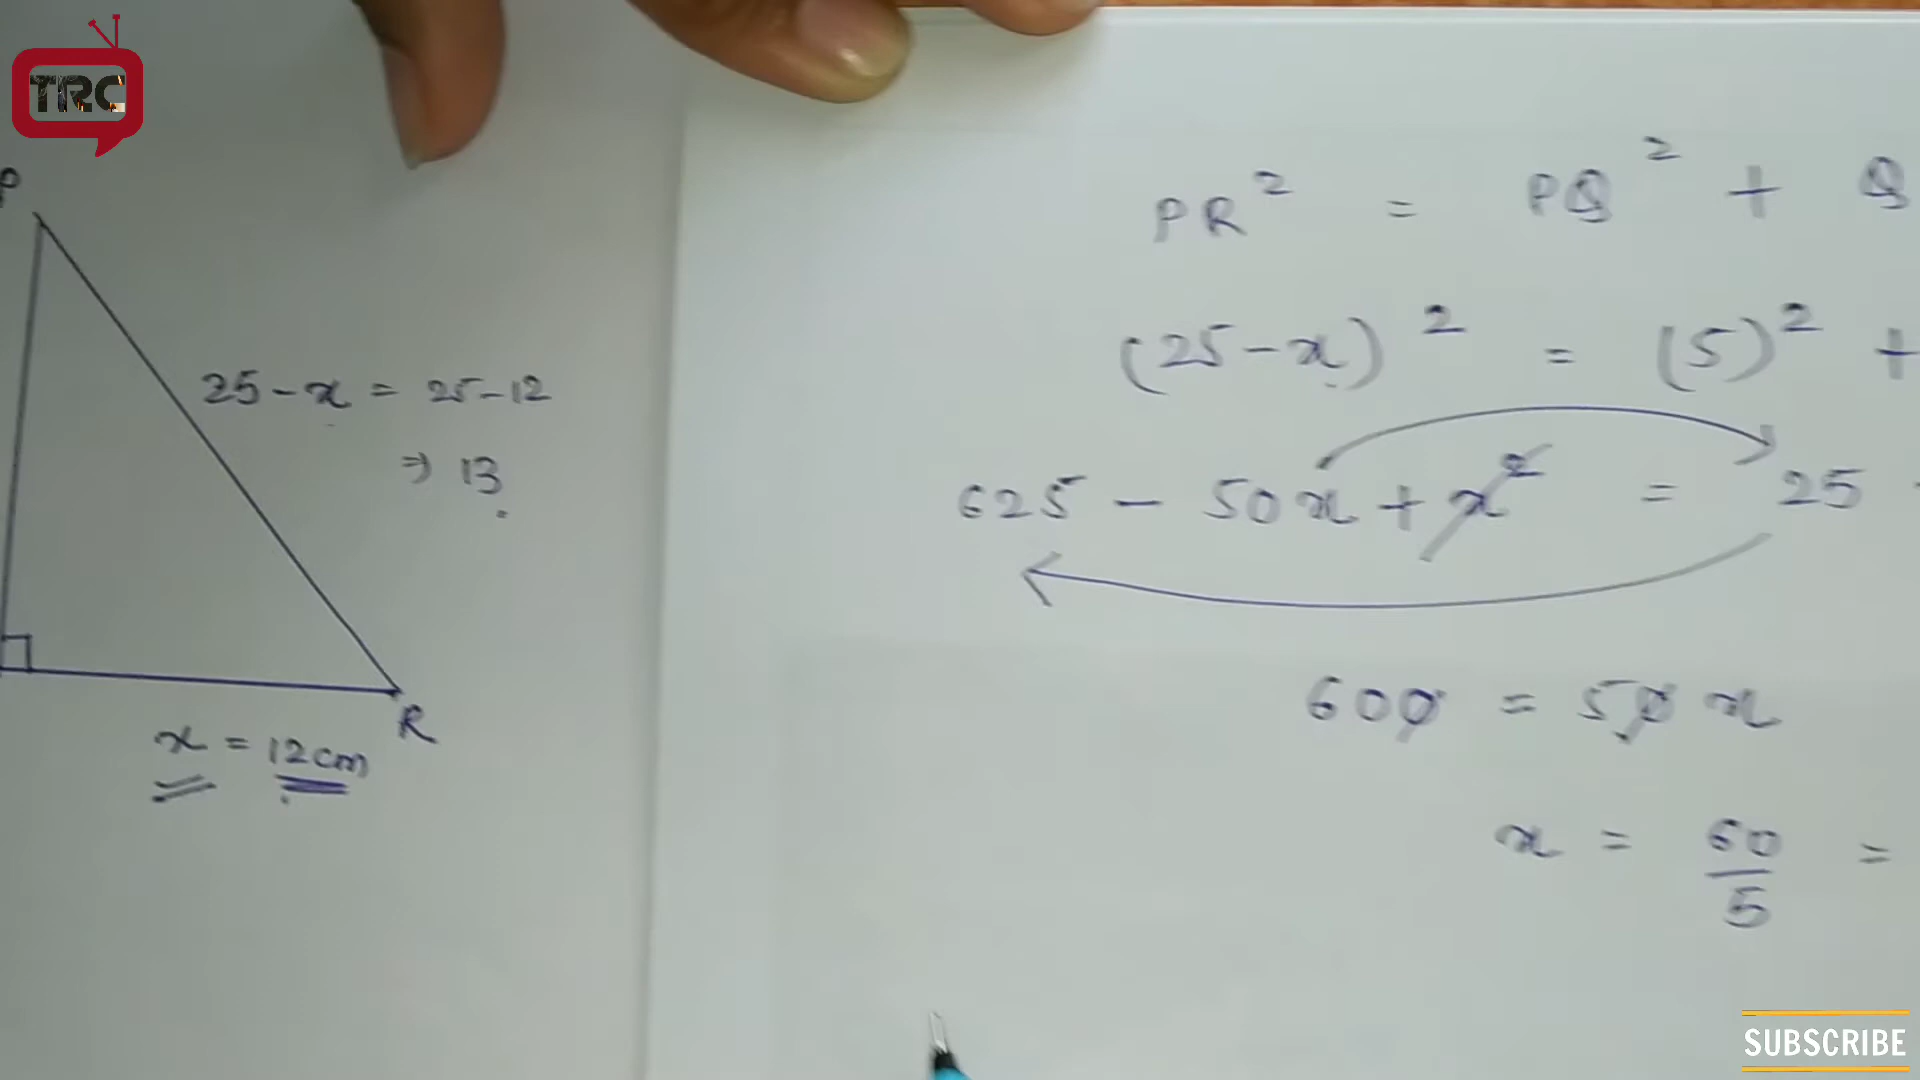 TRC
P
25 - x = 25 - 12
⇒ 13
R
x = 12cm
PR² = PQ² + Q
(25 - x)² = (5)² +
625 - 50x + x² = 25
600 = 50 x
x = 60/5 =
SUBSCRIBE